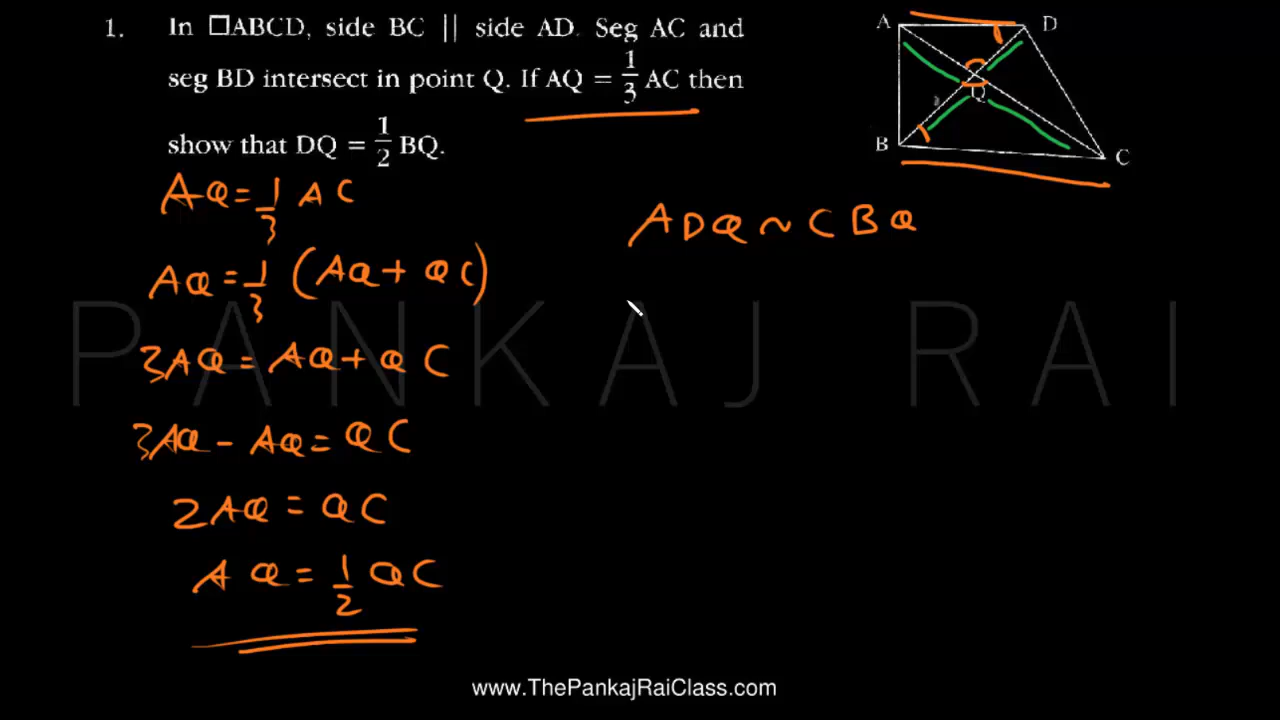 1. In □ABCD, side BC || side AD. Seg AC and
seg BD intersect in point Q. If AQ = 1/3 AC then
show that DQ = 1/2 BQ.
A
D
Q
B
C
AQ = 1/3 AC
AQ = 1/3 (AQ + QC)
3AQ = AQ + QC
3AQ - AQ = QC
2AQ = QC
AQ = 1/2 QC
ADQ ~ CBQ
PANKAJ RAI
www.ThePankajRaiClass.com